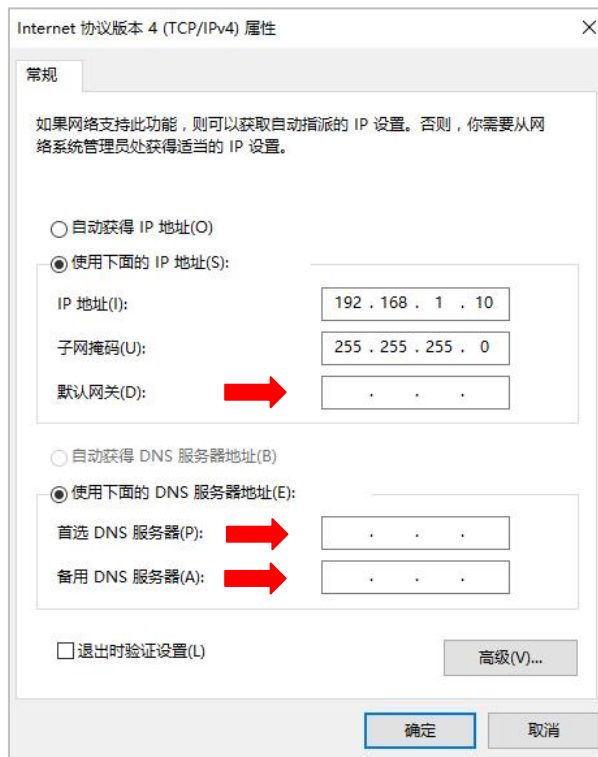 Internet 协议版本 4 (TCP/IPv4) 属性
常规
如果网络支持此功能，则可以获取自动指派的 IP 设置。否则，你需要从网
络系统管理员处获得适当的 IP 设置。
自动获得 IP 地址(O)
使用下面的 IP 地址(S):
IP 地址(I): 192 . 168 . 1 . 10
子网掩码(U): 255 . 255 . 255 . 0
默认网关(D): . . .
自动获得 DNS 服务器地址(B)
使用下面的 DNS 服务器地址(E):
首选 DNS 服务器(P): . . .
备用 DNS 服务器(A): . . .
退出时验证设置(L)
高级(V)...
确定 取消